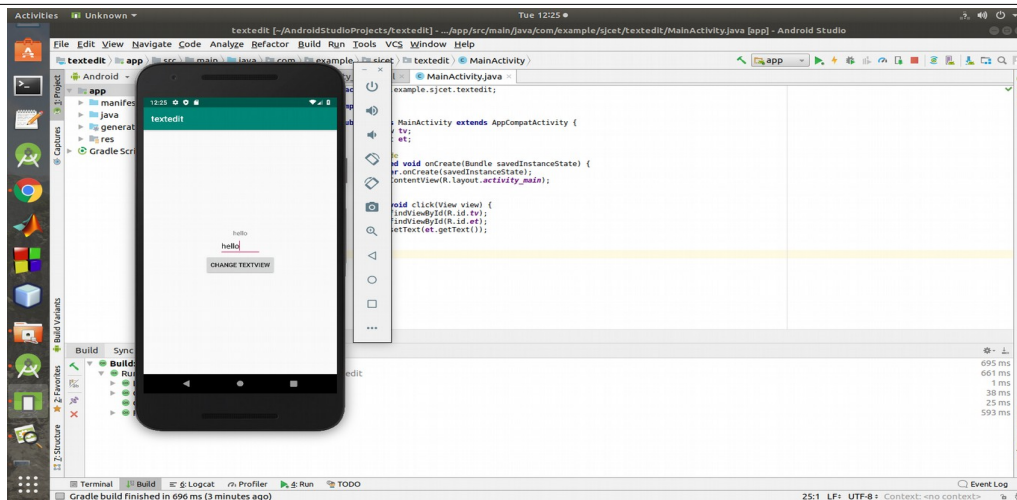 Activities Unknown Tue 12:25
textedit [~/AndroidStudioProjects/textedit] - .../app/src/main/java/com/example/sjcet/textedit/MainActivity.java [app] - Android Studio
File Edit View Navigate Code Analyze Refactor Build Run Tools VCS Window Help
textedit app src main java com example sjcet textedit MainActivity app
Android MainActivity.java
1: Project
app
.example.sjcet.textedit;
manifes
java
generat
res
Gradle Scri
Captures
12:25
textedit
s MainActivity extends AppCompatActivity {
tv;
et;
ed void onCreate(Bundle savedInstanceState) {
er.onCreate(savedInstanceState);
ContentView(R.layout.activity_main);
void click(View view) {
findViewById(R.id.tv);
findViewById(R.id.et);
setText(et.getText());
hello
hello
CHANGE TEXTVIEW
Build Variants
Build Sync
Build: 695 ms
Ru edit 661 ms
1 ms
38 ms
25 ms
593 ms
2: Favorites
7: Structure
Terminal Build 6: Logcat Profiler 4: Run TODO Event Log
Gradle build finished in 696 ms (3 minutes ago) 25:1 LF UTF-8 Context: <no context>